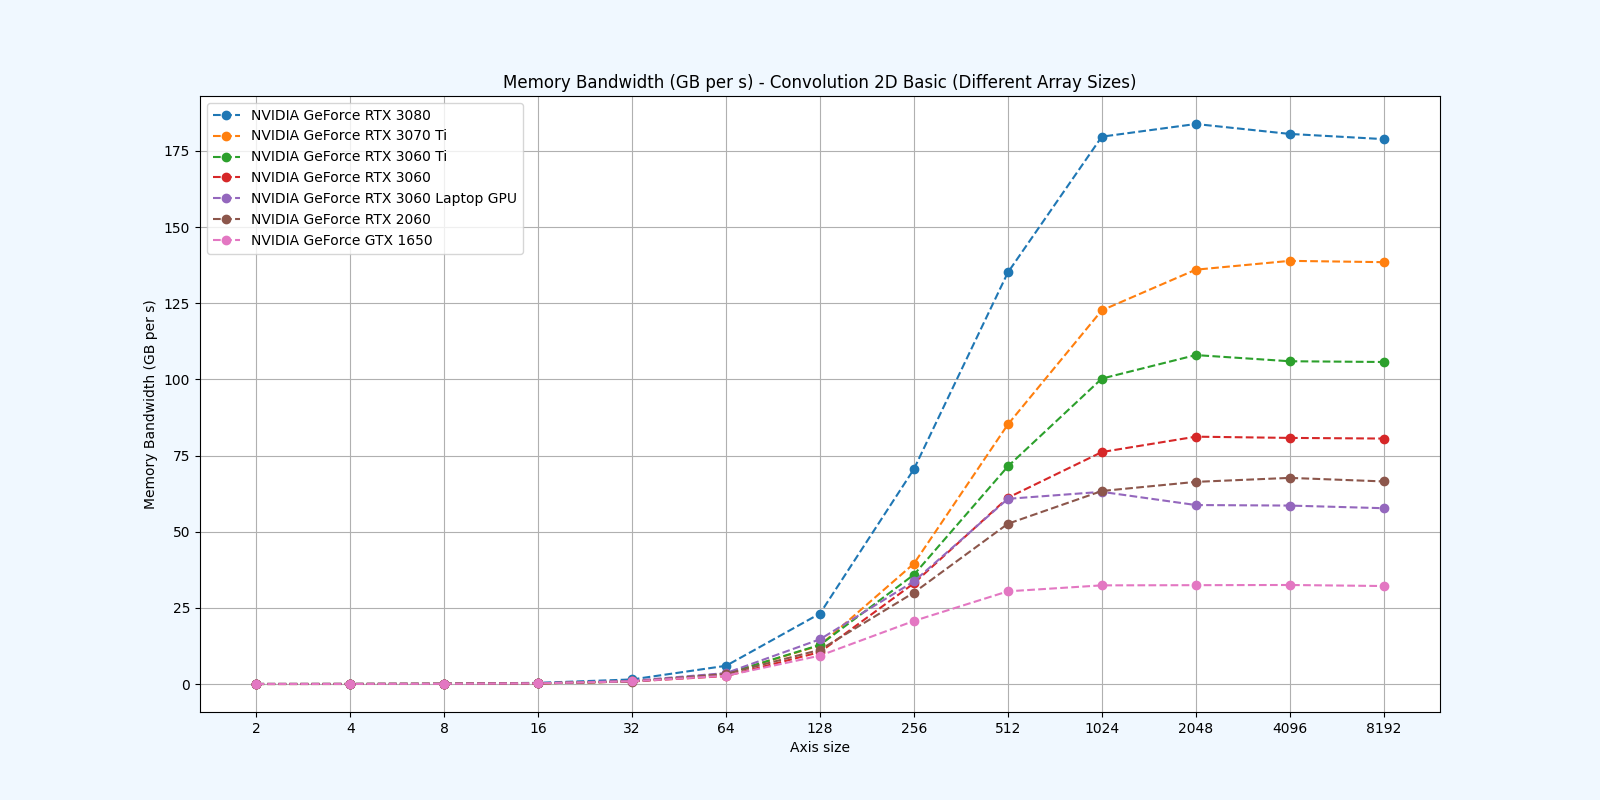 Memory Bandwidth (GB per s) - Convolution 2D Basic (Different Array Sizes)
NVIDIA GeForce RTX 3080
NVIDIA GeForce RTX 3070 Ti
NVIDIA GeForce RTX 3060 Ti
NVIDIA GeForce RTX 3060
NVIDIA GeForce RTX 3060 Laptop GPU
NVIDIA GeForce RTX 2060
NVIDIA GeForce GTX 1650
Memory Bandwidth (GB per s)
175
150
125
100
75
50
25
0
2 4 8 16 32 64 128 256 512 1024 2048 4096 8192
Axis size